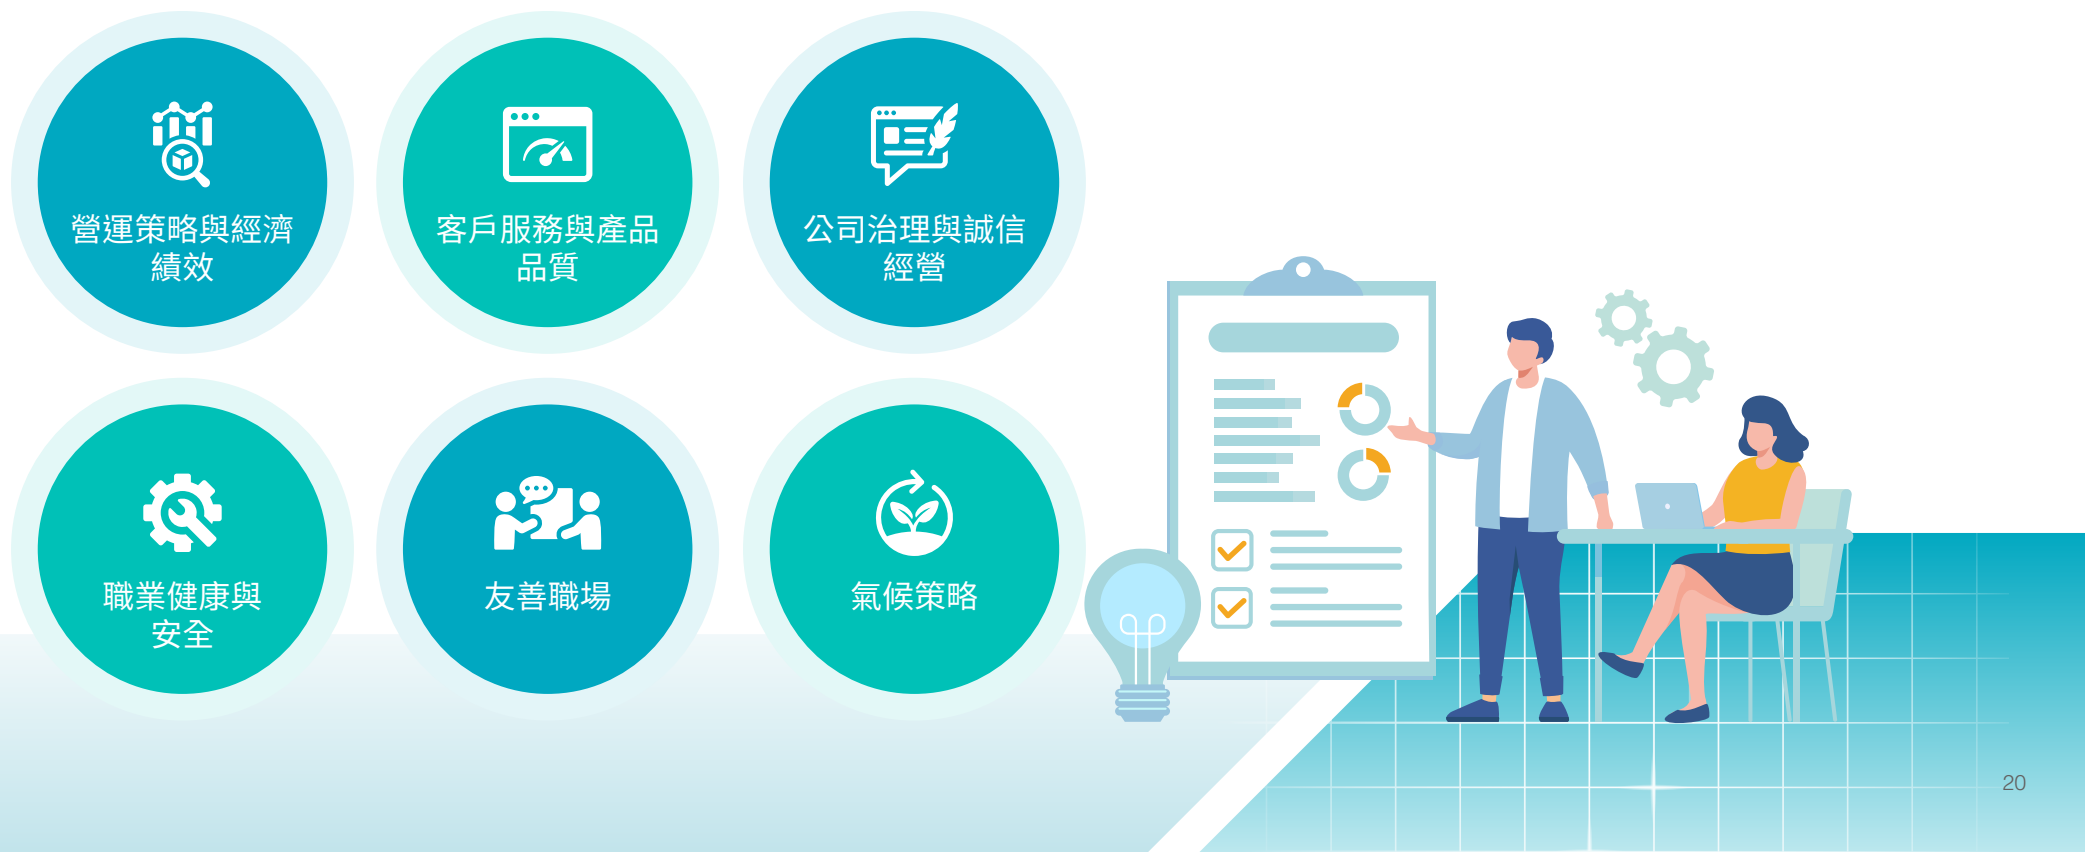 營運策略與經濟
績效
客戶服務與產品
品質
公司治理與誠信
經營
職業健康與
安全
友善職場
氣候策略
20